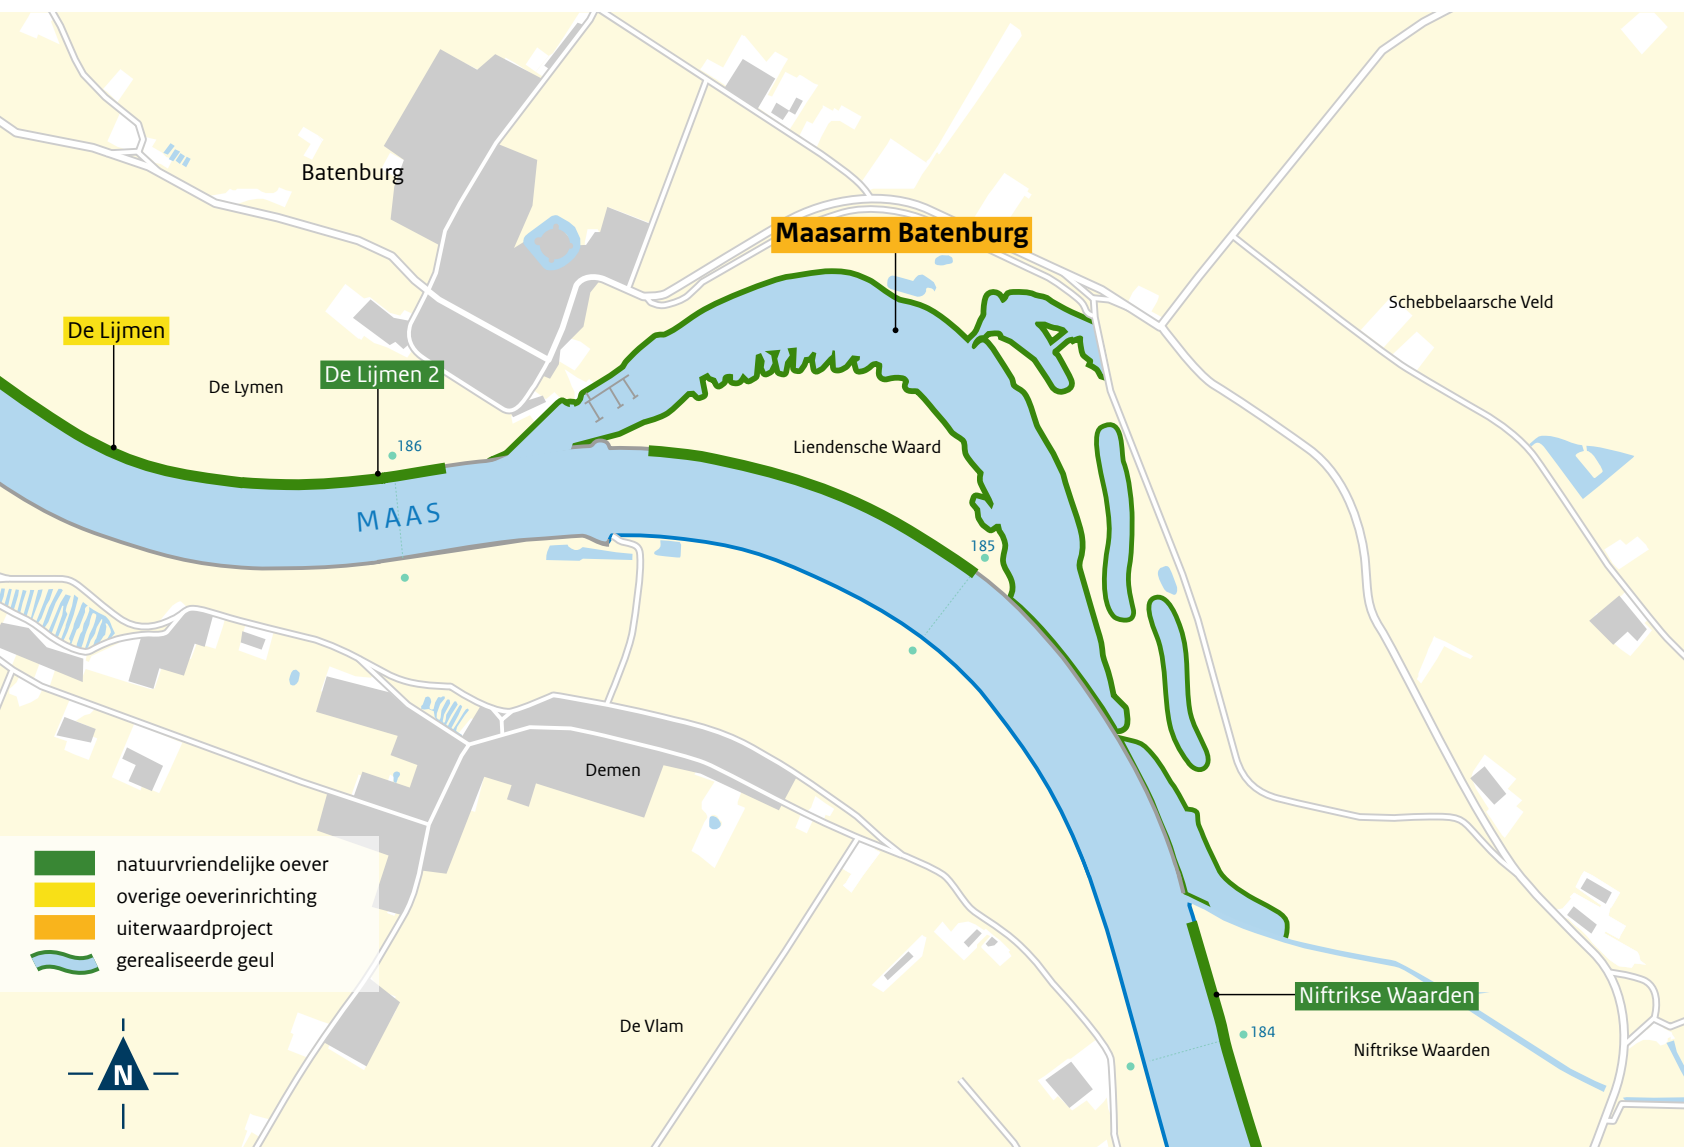 Batenburg
Maasarm Batenburg
Schebbelaarsche Veld
De Lijmen
De Lijmen 2
De Lymen
186
Liendensche Waard
MAAS
185
Demen
natuurvriendelijke oever
overige oeverinrichting
uiterwaardproject
gerealiseerde geul
Niftrikse Waarden
De Vlam
184
Niftrikse Waarden
N